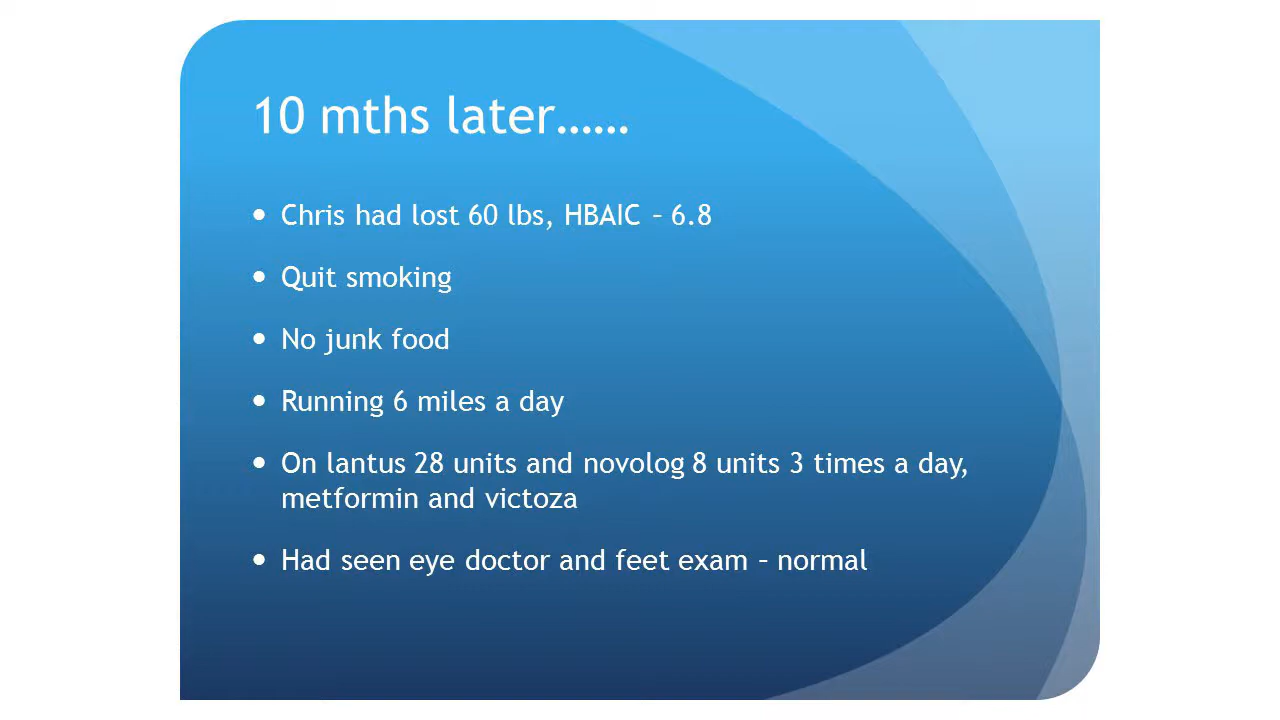 10 mths later……
• Chris had lost 60 lbs, HBAIC – 6.8
• Quit smoking
• No junk food
• Running 6 miles a day
• On lantus 28 units and novolog 8 units 3 times a day,
metformin and victoza
• Had seen eye doctor and feet exam – normal